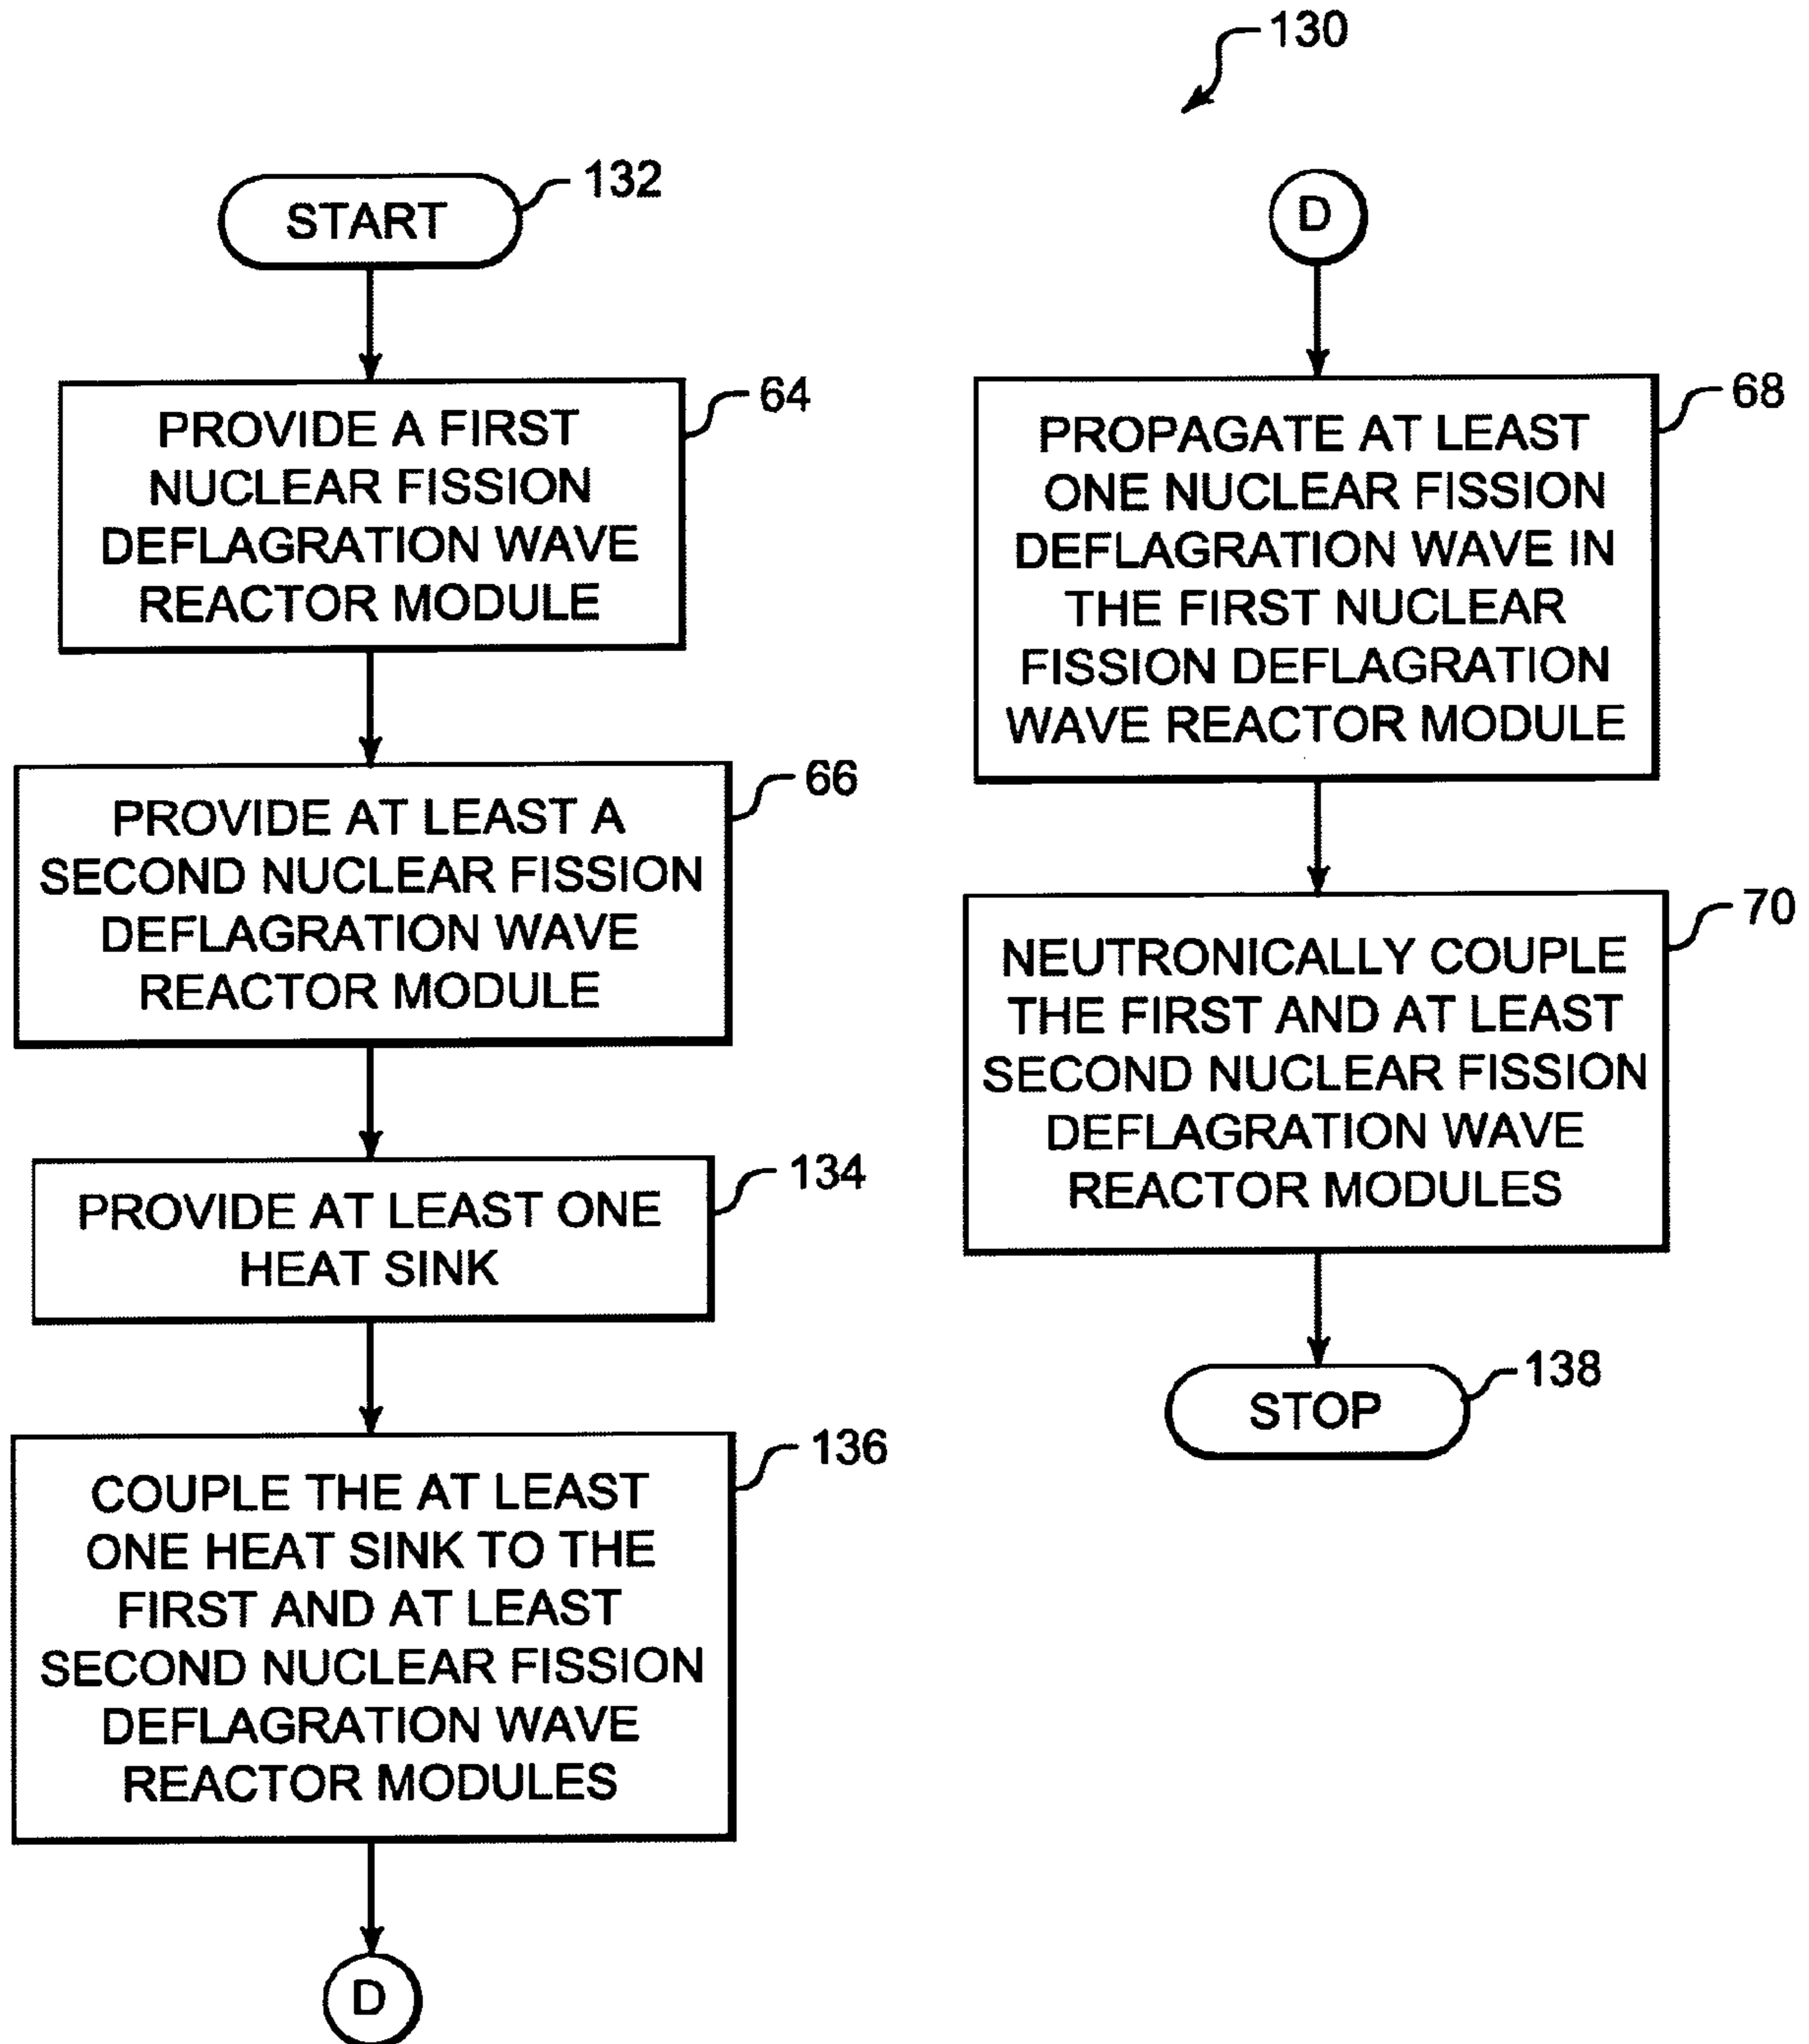 130
START
132
PROVIDE A FIRST
NUCLEAR FISSION
DEFLAGRATION WAVE
REACTOR MODULE
64
PROVIDE AT LEAST A
SECOND NUCLEAR FISSION
DEFLAGRATION WAVE
REACTOR MODULE
66
PROVIDE AT LEAST ONE
HEAT SINK
134
COUPLE THE AT LEAST
ONE HEAT SINK TO THE
FIRST AND AT LEAST
SECOND NUCLEAR FISSION
DEFLAGRATION WAVE
REACTOR MODULES
136
D
D
PROPAGATE AT LEAST
ONE NUCLEAR FISSION
DEFLAGRATION WAVE IN
THE FIRST NUCLEAR
FISSION DEFLAGRATION
WAVE REACTOR MODULE
68
NEUTRONICALLY COUPLE
THE FIRST AND AT LEAST
SECOND NUCLEAR FISSION
DEFLAGRATION WAVE
REACTOR MODULES
70
STOP
138